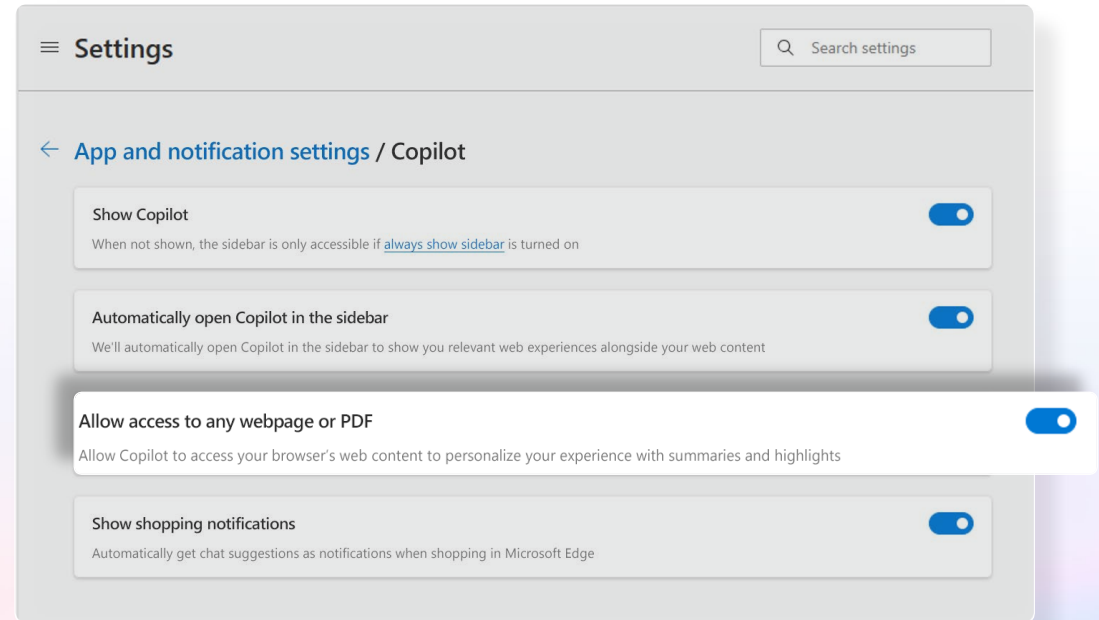 Settings
Search settings
App and notification settings / Copilot
Show Copilot
When not shown, the sidebar is only accessible if always show sidebar is turned on
Automatically open Copilot in the sidebar
We'll automatically open Copilot in the sidebar to show you relevant web experiences alongside your web content
Allow access to any webpage or PDF
Allow Copilot to access your browser's web content to personalize your experience with summaries and highlights
Show shopping notifications
Automatically get chat suggestions as notifications when shopping in Microsoft Edge